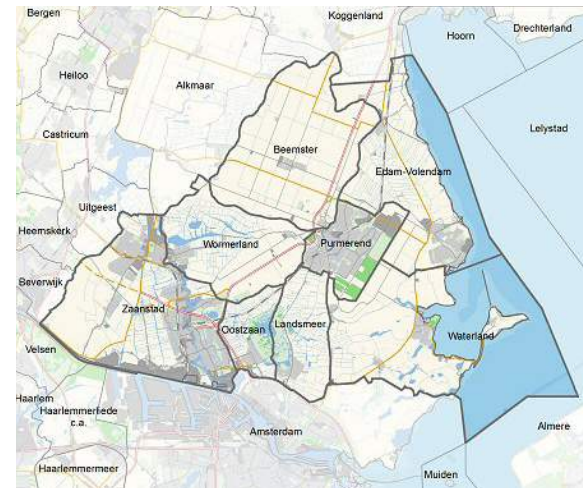 Bergen
Koggenland
Hoorn
Drechterland
Heiloo
Alkmaar
Lelystad
Castricum
Beemster
Edam-Volendam
Uitgeest
Heemskerk
Wormerland
Purmerend
Beverwijk
Zaanstad
Oostzaan
Landsmeer
Waterland
Velsen
Haarlem
Haarlemmerliede
c.a.
Amsterdam
Almere
Haarlemmermeer
Muiden